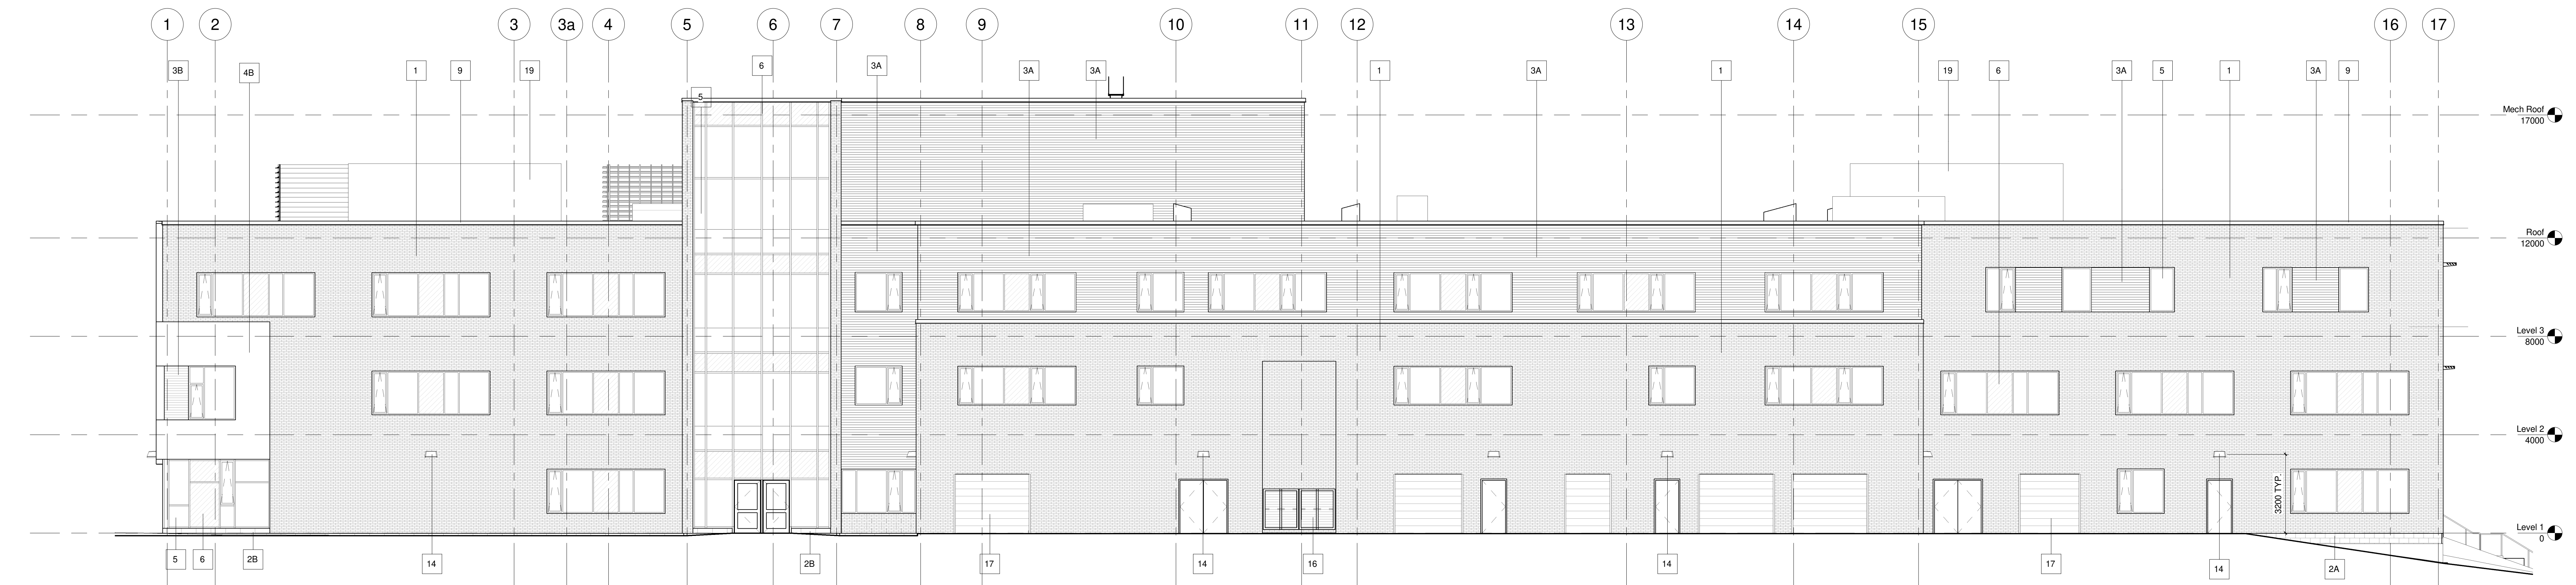 1 2 3 3a 4 5 6 7 8 9 10 11 12 13 14 15 16 17
3B 4B 1 9 19 5 6 3A 3A 3A 1 3A 1 19 6 3A 5 1 3A 9
Mech Roof
17000
Roof
12000
Level 3
8000
Level 2
4000
3200 TYP.
Level 1
0
5 6 2B 14 2B 17 14 16 14 17 14 2A